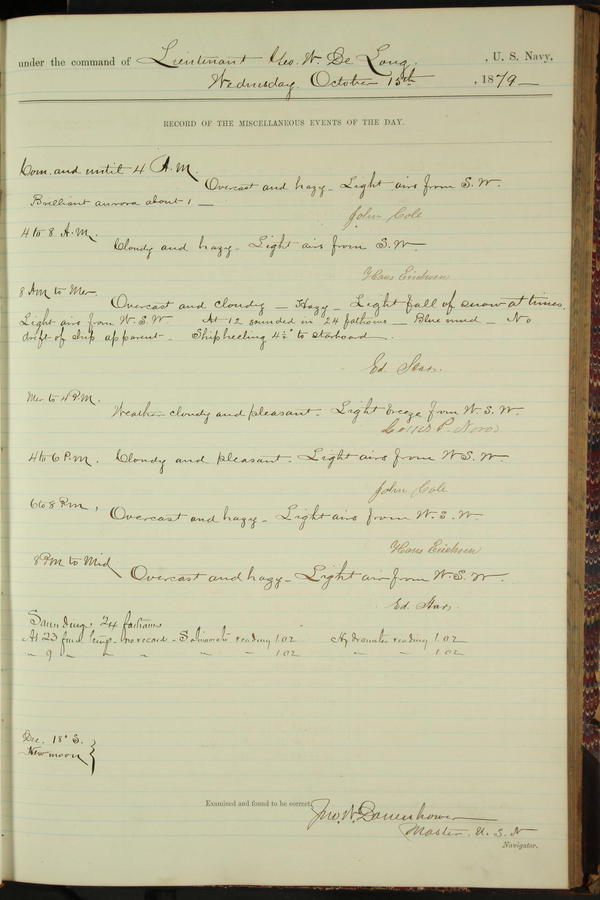 under the command of Lieutenant Geo. W. De Long, , U. S. Navy,
Wednesday October 15th , 1879
RECORD OF THE MISCELLANEOUS EVENTS OF THE DAY.
Com. and until 4 A.M.
Overcast and hazy - Light airs from S.W.
Brilliant aurora about 1 —
John Cole
4 to 8 A.M.
Cloudy and hazy - Light airs from S.W.
Hans Erichsen
8 AM to Mer.
Overcast and cloudy — Hazy - Light fall of snow at times.
Light airs from W.S.W At 12 sounded in 24 fathoms — Blue mud — No
drift of ship apparent - Ship heeling 4½° to starboard.
Ed. Star.
Mer to 4 P.M.
Weather cloudy and pleasant. Light breeze from W.S.W.
P. Noros
4 to 6 P.M. Cloudy and pleasant. Light airs from W.S.W.
John Cole
6 to 8 P.M.
Overcast and hazy - Light airs from W.S.W.
Hans Erichsen
8 PM to Mid
Overcast and hazy - Light air from W.S.W.
Ed. Star.
Sounding: 24 fathoms
At 23 fms temp - no record - Salinometer reading 1.02 Hydrometer reading 1.02
" 9 " " " " " 1.02 " " 1.02
Dec. 18° S.
New moon
Examined and found to be correct,
Jno. W. Danenhower
Master. U. S. N
Navigator.